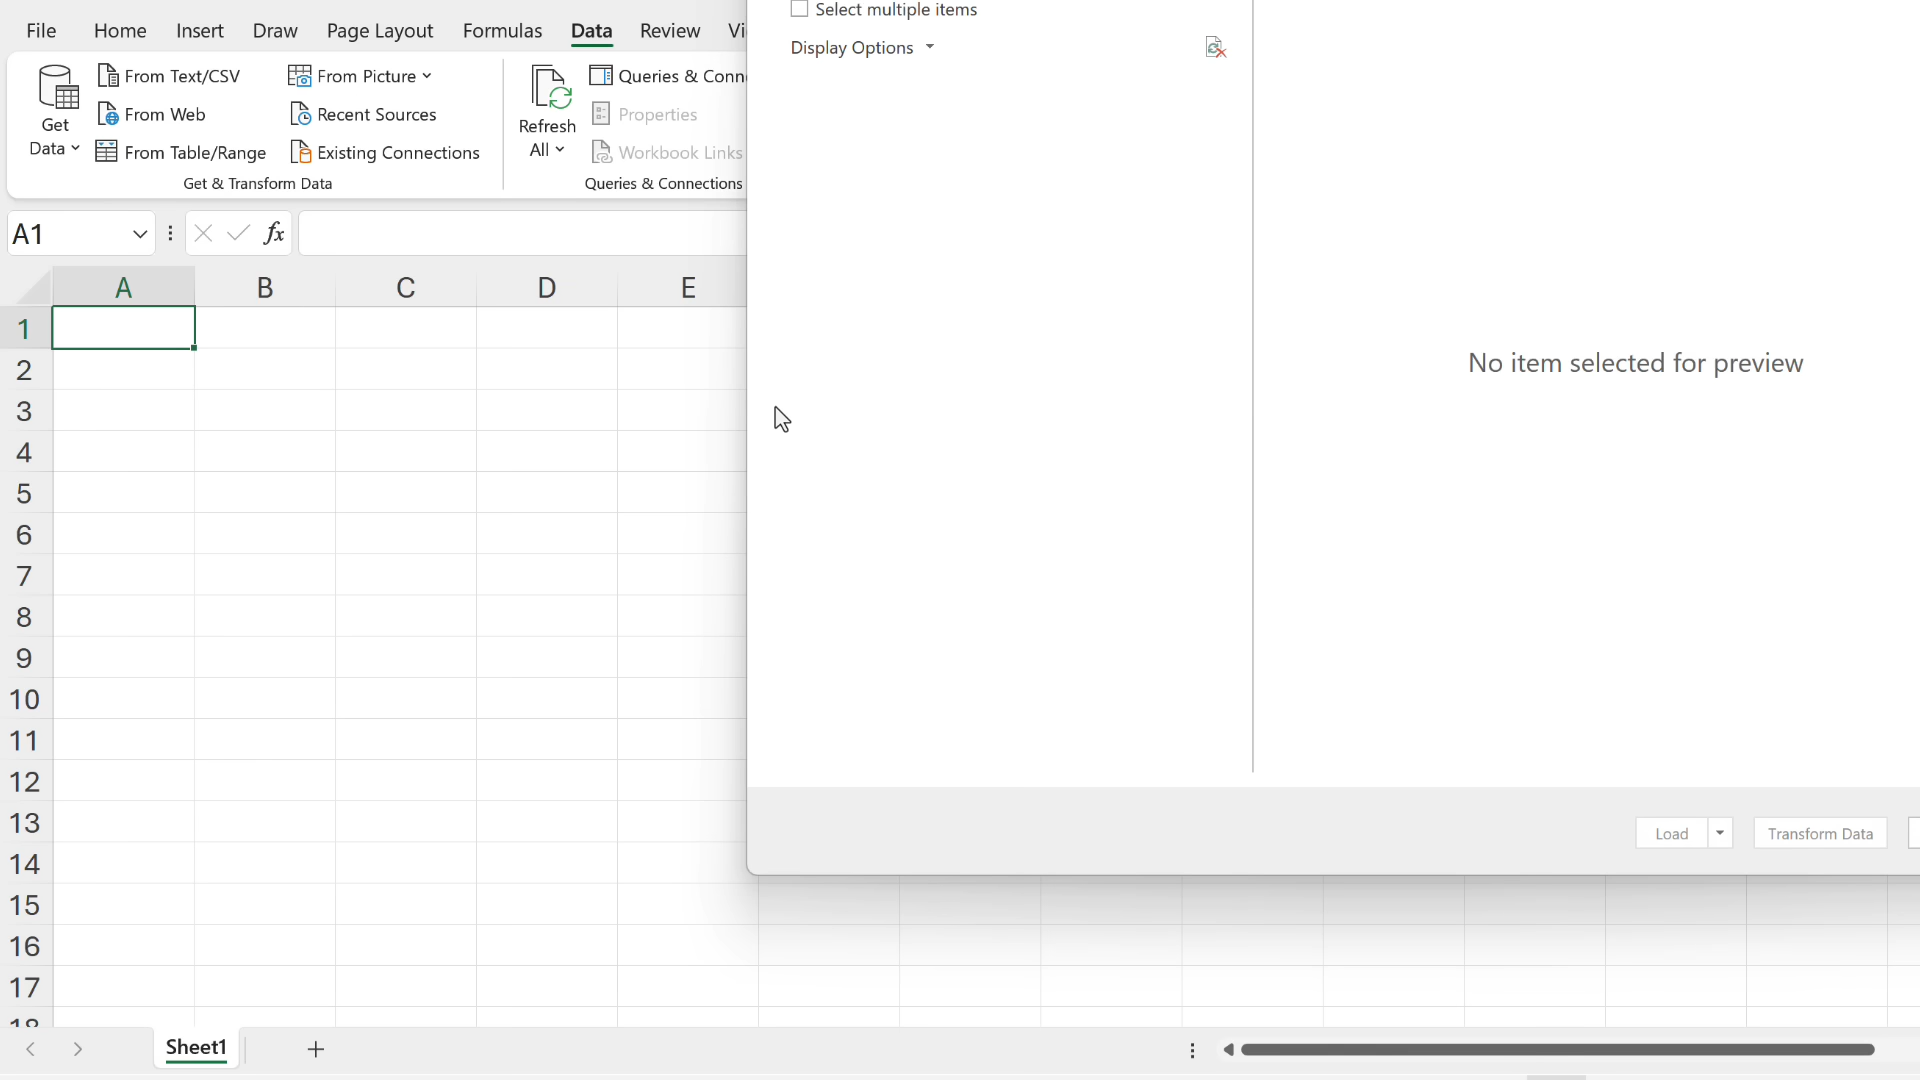 File Home Insert Draw Page Layout Formulas Data Review
Get Data
From Text/CSV
From Web
From Table/Range
From Picture
Recent Sources
Existing Connections
Get & Transform Data
Refresh All
Queries &
Properties
Workbook Links
Queries & Connections
A1
fx
A B C D E
1
2
3
4
5
6
7
8
9
10
11
12
13
14
15
16
17
Sheet1
Select multiple items
Display Options
No item selected for preview
Load
Transform Data